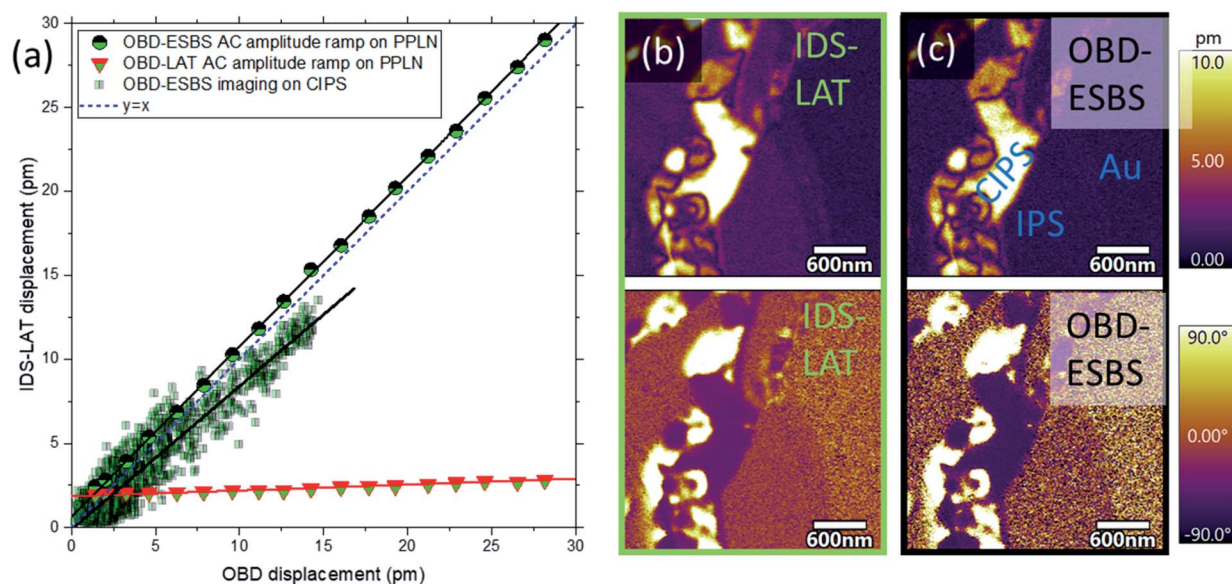 (a)
30
25
20
15
10
5
0
IDS-LAT displacement (pm)
OBD-ESBS AC amplitude ramp on PPLN
OBD-LAT AC amplitude ramp on PPLN
OBD-ESBS imaging on CIPS
y=x
0 5 10 15 20 25 30
OBD displacement (pm)
(b)
IDS-
LAT
600nm
IDS-
LAT
600nm
(c)
OBD-
ESBS
CIPS
Au
IPS
600nm
OBD-
ESBS
600nm
pm
10.0
5.00
0.00
90.0°
0.00°
-90.0°